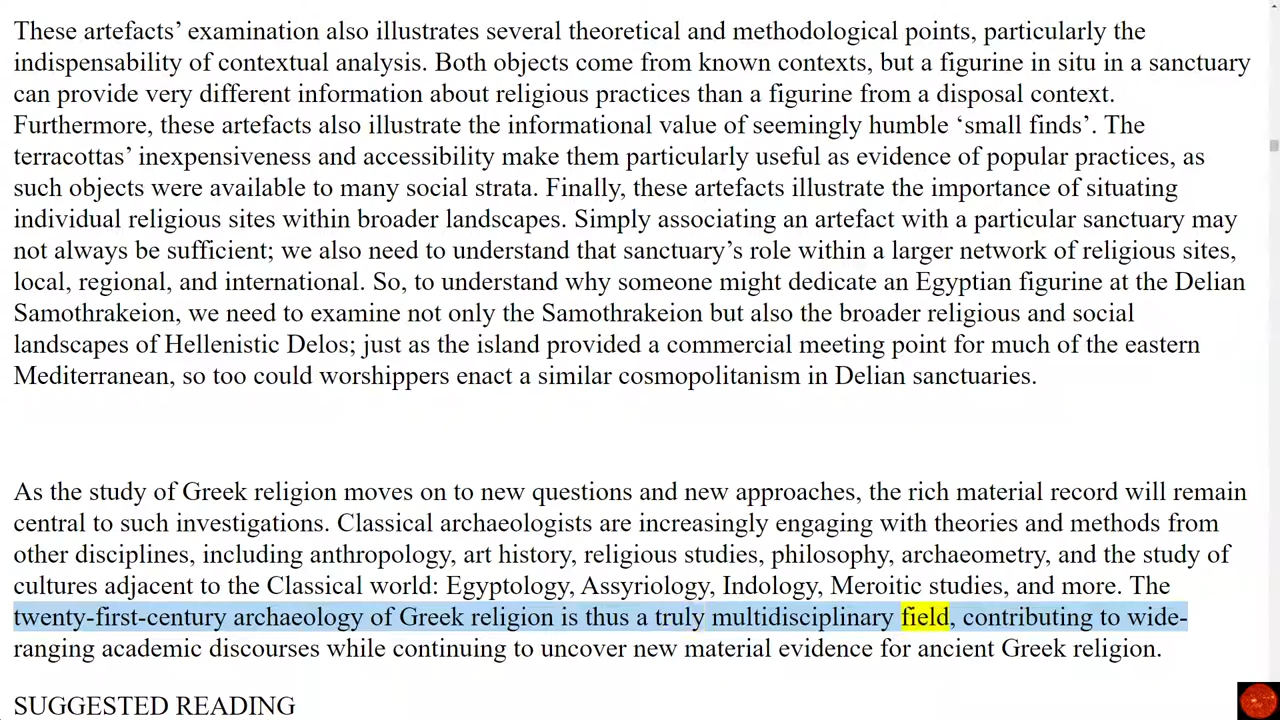 These artefacts’ examination also illustrates several theoretical and methodological points, particularly the
indispensability of contextual analysis. Both objects come from known contexts, but a figurine in situ in a sanctuary
can provide very different information about religious practices than a figurine from a disposal context.
Furthermore, these artefacts also illustrate the informational value of seemingly humble ‘small finds’. The
terracottas’ inexpensiveness and accessibility make them particularly useful as evidence of popular practices, as
such objects were available to many social strata. Finally, these artefacts illustrate the importance of situating
individual religious sites within broader landscapes. Simply associating an artefact with a particular sanctuary may
not always be sufficient; we also need to understand that sanctuary’s role within a larger network of religious sites,
local, regional, and international. So, to understand why someone might dedicate an Egyptian figurine at the Delian
Samothrakeion, we need to examine not only the Samothrakeion but also the broader religious and social
landscapes of Hellenistic Delos; just as the island provided a commercial meeting point for much of the eastern
Mediterranean, so too could worshippers enact a similar cosmopolitanism in Delian sanctuaries.
As the study of Greek religion moves on to new questions and new approaches, the rich material record will remain
central to such investigations. Classical archaeologists are increasingly engaging with theories and methods from
other disciplines, including anthropology, art history, religious studies, philosophy, archaeometry, and the study of
cultures adjacent to the Classical world: Egyptology, Assyriology, Indology, Meroitic studies, and more. The
twenty-first-century archaeology of Greek religion is thus a truly multidisciplinary field, contributing to wide-
ranging academic discourses while continuing to uncover new material evidence for ancient Greek religion.
SUGGESTED READING